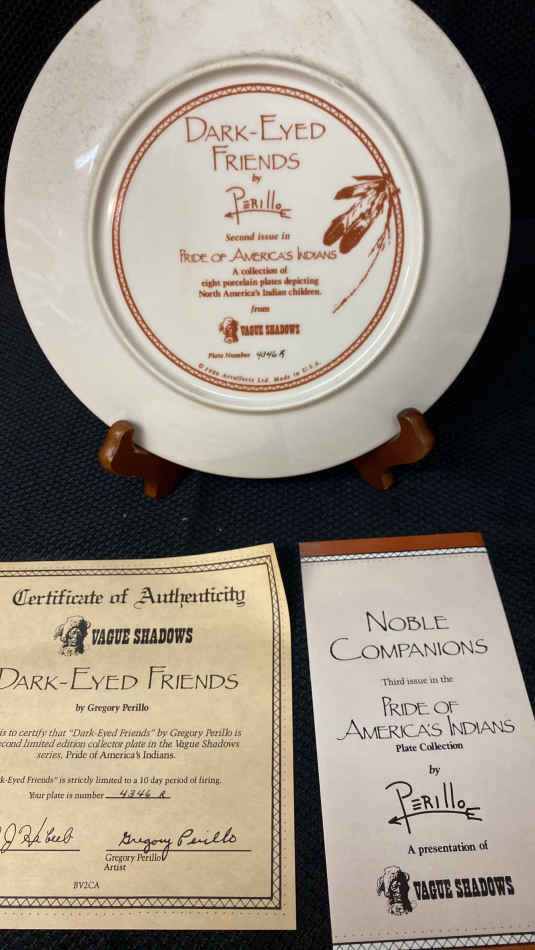 DARK-EYED
FRIENDS
by
Perillo
Second issue in
PRIDE OF AMERICA'S INDIANS
A collection of
eight porcelain plates depicting
North America's Indian children.
from
VAGUE SHADOWS
Plate Number 4346 R
© 1986 Artaffects Ltd. Made in U.S.A.
Certificate of Authenticity
VAGUE SHADOWS
DARK-EYED FRIENDS
by Gregory Perillo
is to certify that "Dark-Eyed Friends" by Gregory Perillo is
cond limited edition collector plate in the Vague Shadows
series, Pride of America's Indians.
k-Eyed Friends" is strictly limited to a 10 day period of firing.
Your plate is number 4346 R
Gregory Perillo
Gregory Perillo
Artist
BV2CA
NOBLE
COMPANIONS
Third issue in the
PRIDE OF
AMERICA'S INDIANS
Plate Collection
by
Perillo
A presentation of
VAGUE SHADOWS